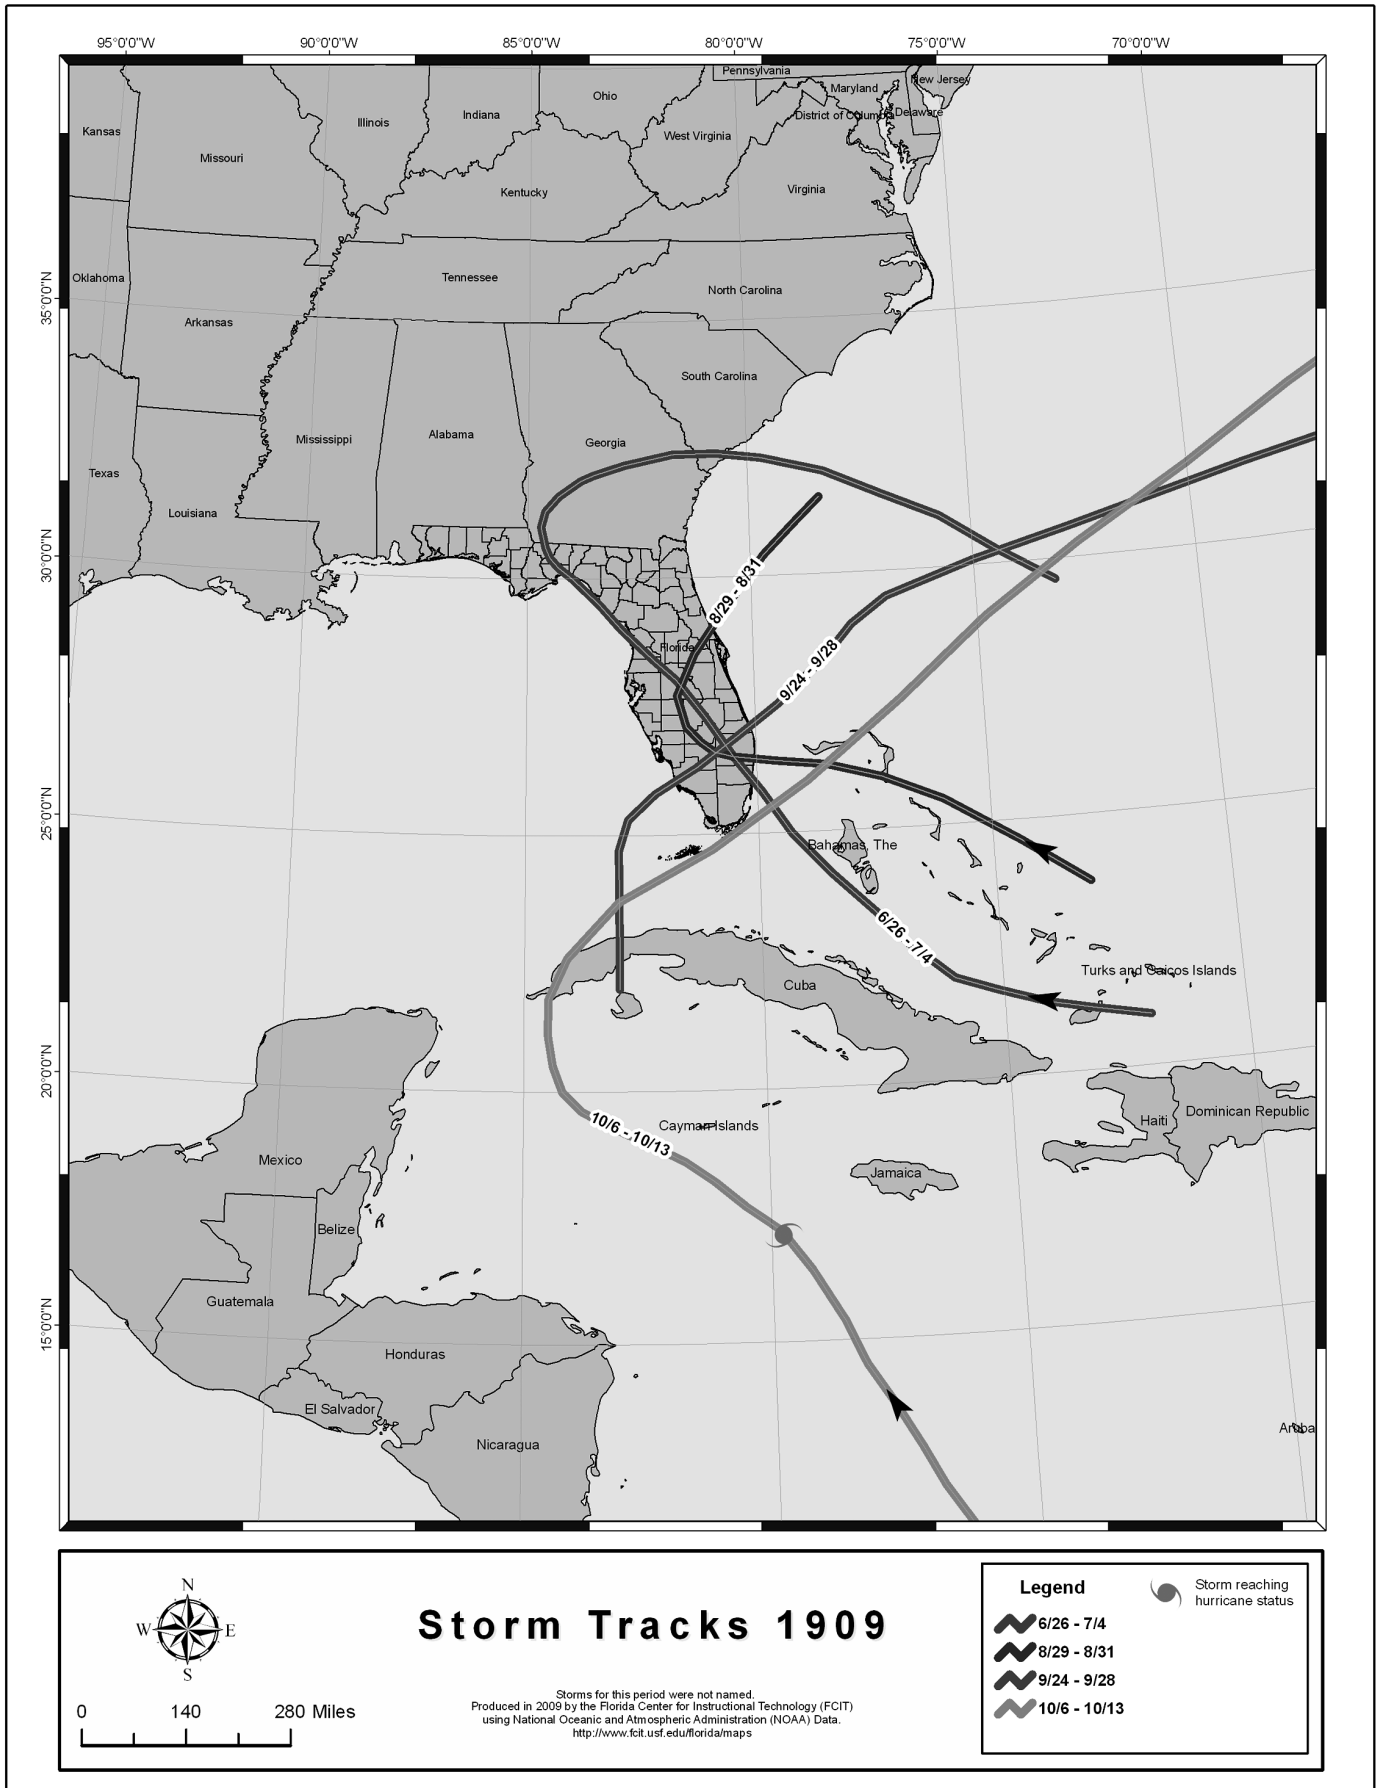 95°0'0"W 90°0'0"W 85°0'0"W 80°0'0"W 75°0'0"W 70°0'0"W
Pennsylvania
New Jersey
Maryland
Ohio
Delaware
District of Columbia
Indiana
Illinois
Kansas
West Virginia
Missouri
Virginia
Kentucky
Oklahoma
Tennessee
North Carolina
35°0'0"N
Arkansas
South Carolina
Alabama
Mississippi
Georgia
Texas
Louisiana
30°0'0"N
8/29 - 8/31
Florida
9/24 - 9/28
25°0'0"N
Bahamas, The
6/26 - 7/4
Turks and Caicos Islands
Cuba
20°0'0"N
Dominican Republic
Haiti
Cayman Islands
10/6 - 10/13
Mexico
Jamaica
Belize
Guatemala
15°0'0"N
Honduras
El Salvador
Aruba
Nicaragua
N
W E
S
0 140 280 Miles
Storm Tracks 1909
Storms for this period were not named.
Produced in 2009 by the Florida Center for Instructional Technology (FCIT)
using National Oceanic and Atmospheric Administration (NOAA) Data.
http://www.fcit.usf.edu/florida/maps
Legend
6/26 - 7/4
8/29 - 8/31
9/24 - 9/28
10/6 - 10/13
Storm reaching
hurricane status